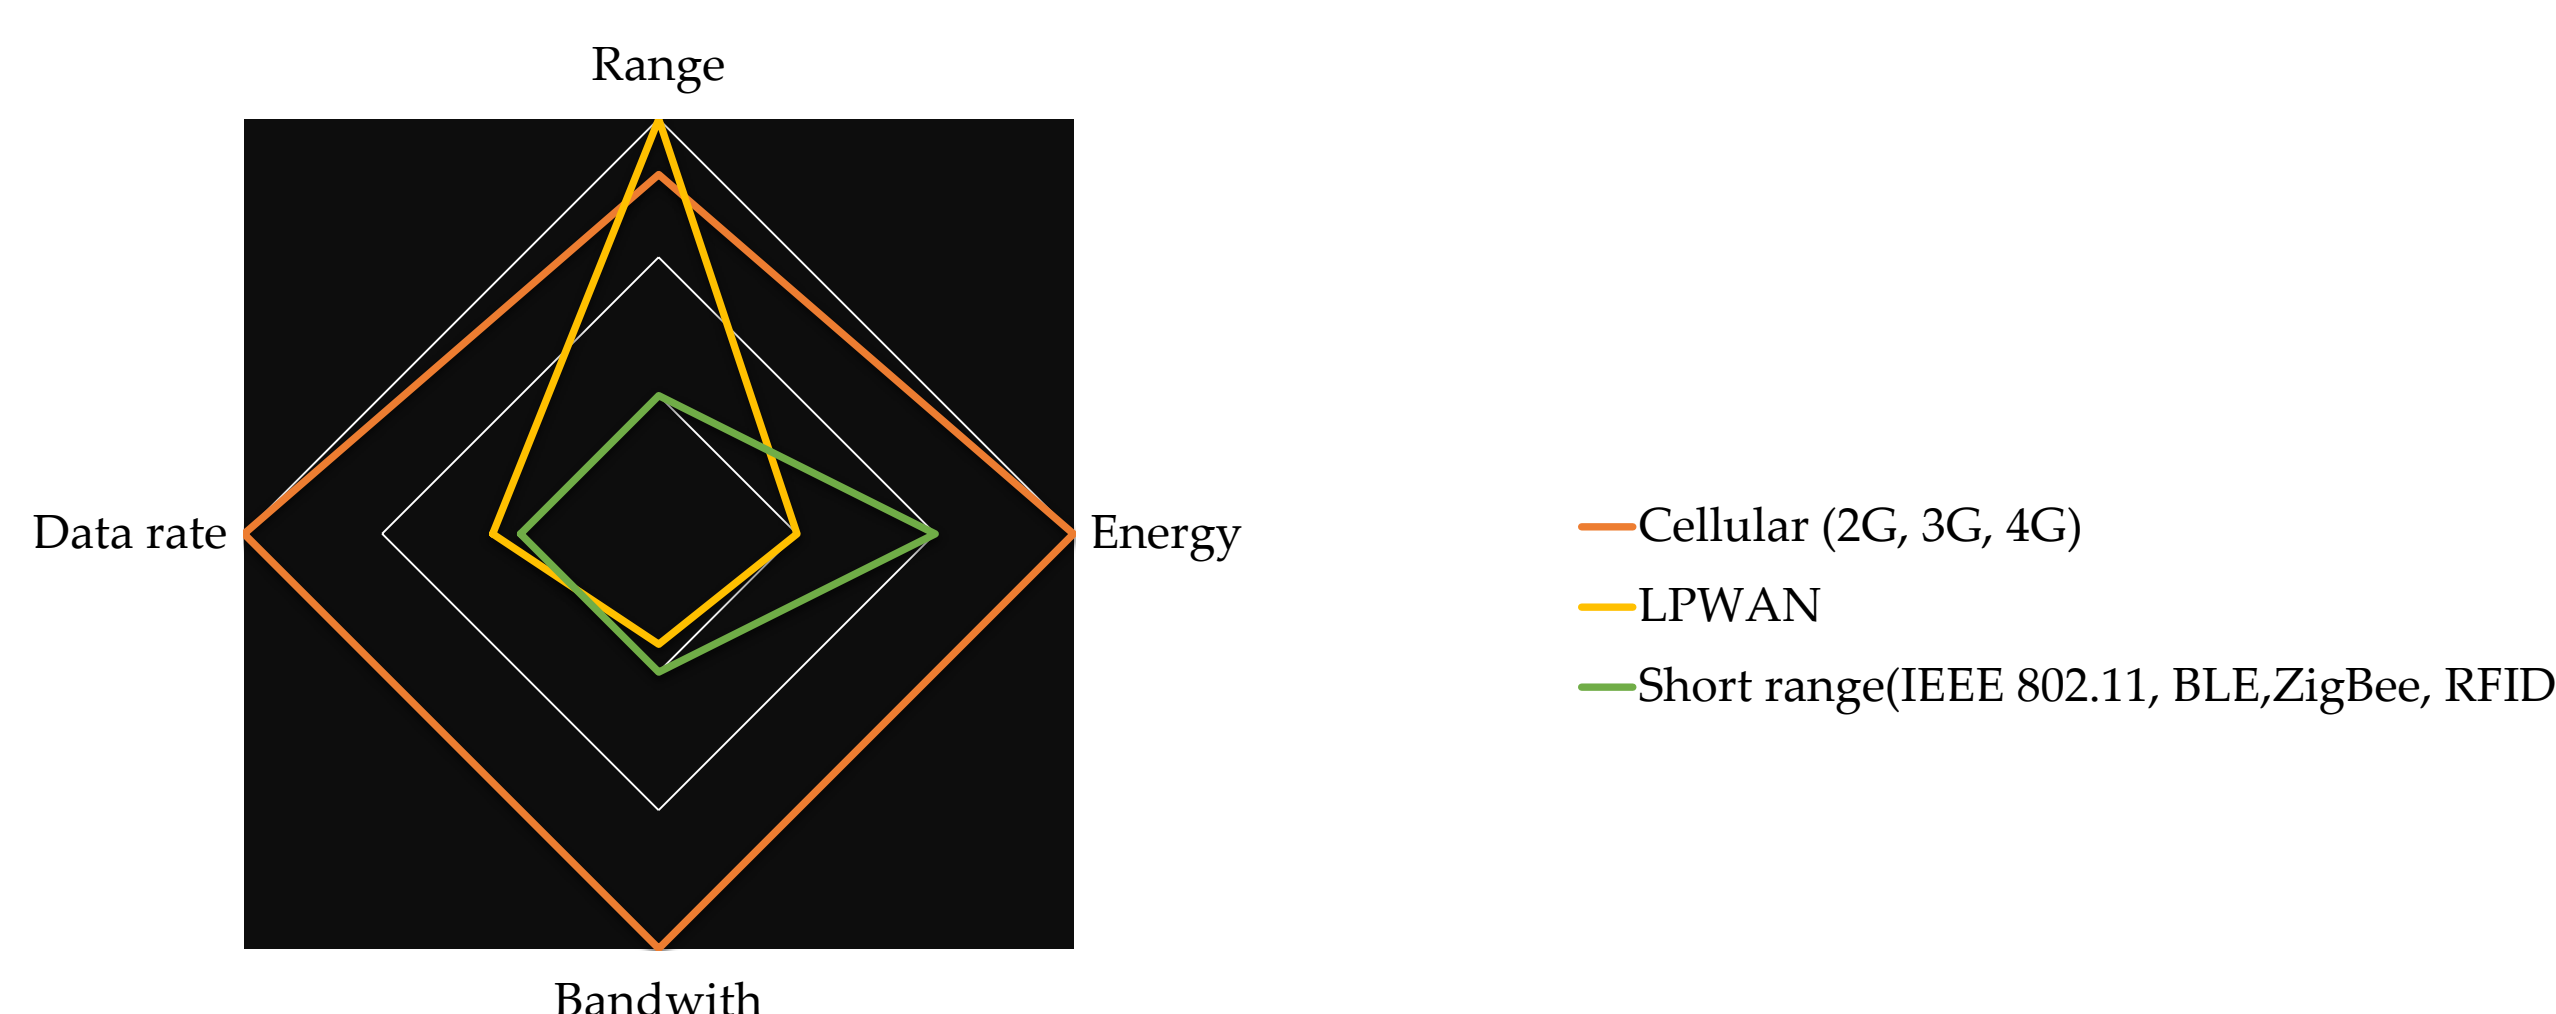 Range
Data rate
Energy
Bandwith
Cellular (2G, 3G, 4G)
LPWAN
Short range(IEEE 802.11, BLE,ZigBee, RFID